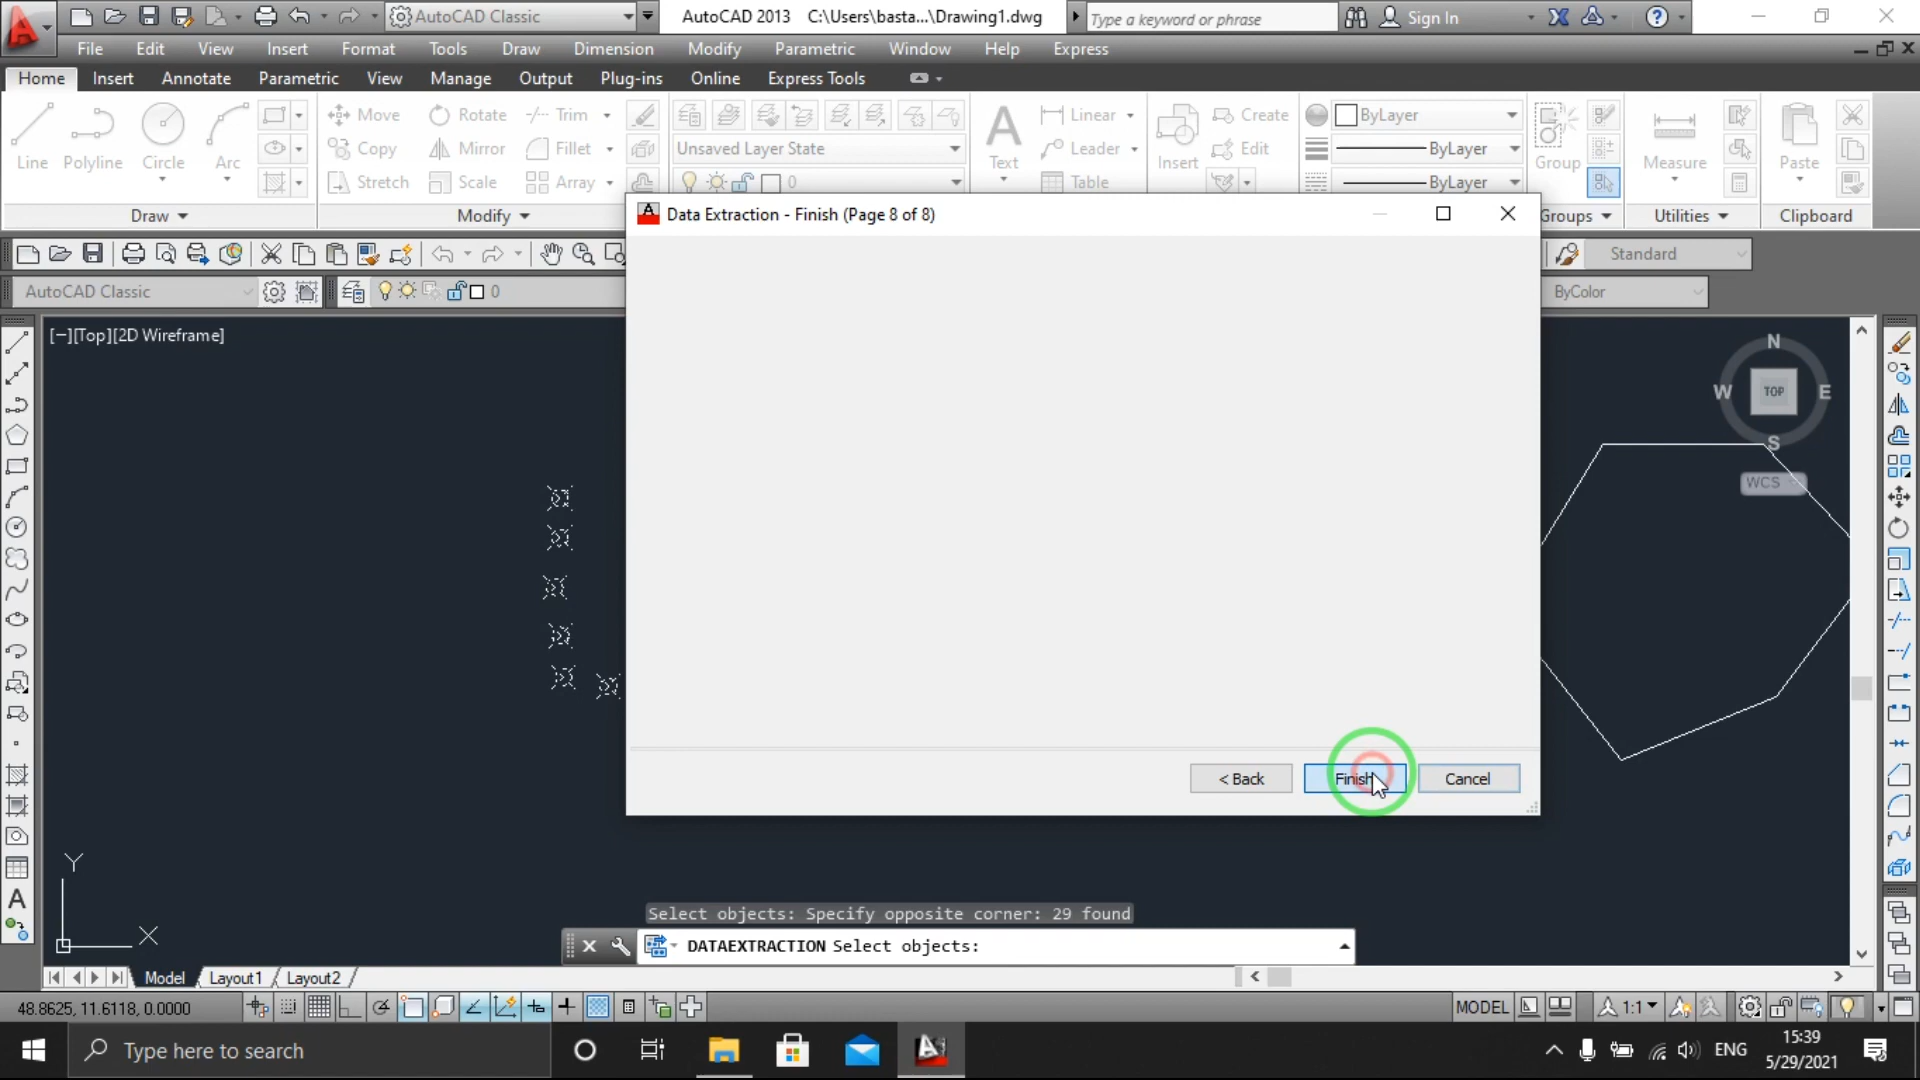 AutoCAD Classic
AutoCAD 2013 C:\Users\basta...\Drawing1.dwg
Type a keyword or phrase
Sign In
File Edit View Insert Format Tools Draw Dimension Modify Parametric Window Help Express
Home Insert Annotate Parametric View Manage Output Plug-ins Online Express Tools
Move Rotate Trim
Linear
Create
ByLayer
Copy Mirror Fillet
Unsaved Layer State
Leader
Edit
ByLayer
Line Polyline Circle Arc
Text
Insert
Group
Measure
Paste
Stretch Scale Array
0
Table
ByLayer
Draw
Modify
Groups
Utilities
Clipboard
Data Extraction - Finish (Page 8 of 8)
Standard
AutoCAD Classic
0
ByColor
[−][Top][2D Wireframe]
N
W TOP E
S
WCS
< Back Finish Cancel
Y
X
Select objects: Specify opposite corner: 29 found
DATAEXTRACTION Select objects:
Model Layout1 Layout2
48.8625, 11.6118, 0.0000
MODEL
1:1
Type here to search
ENG
15:39
5/29/2021